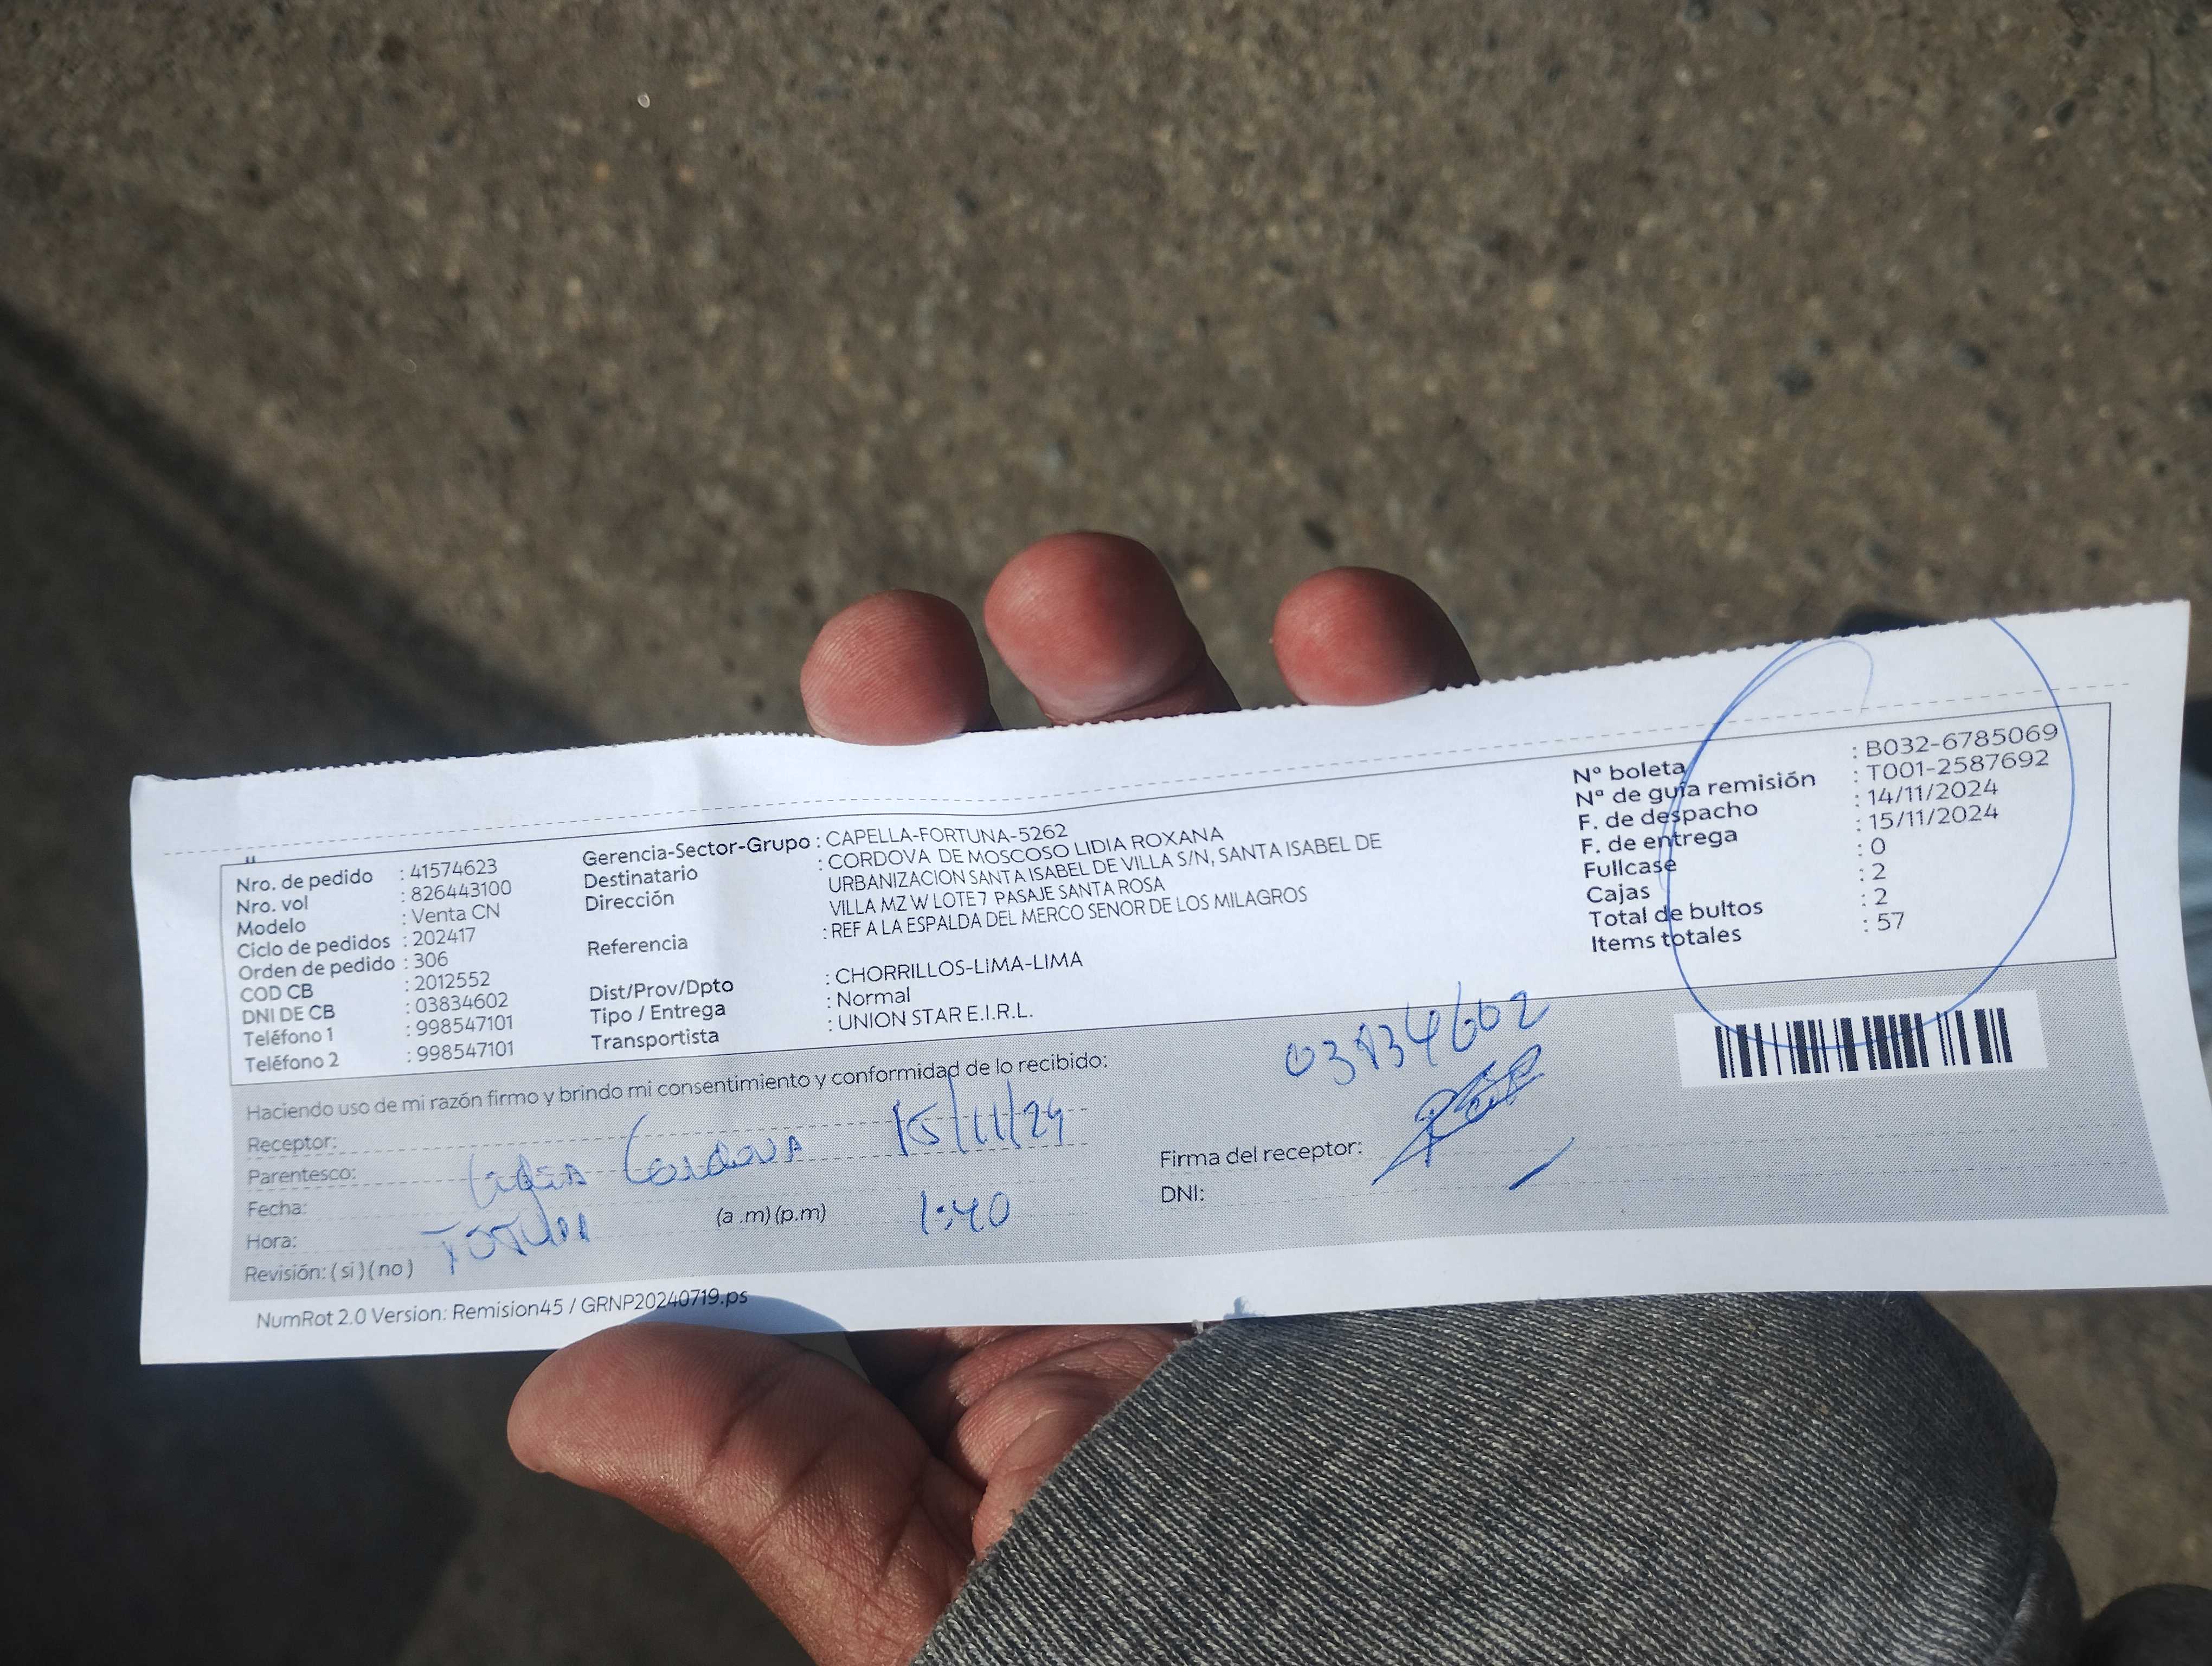 Nro. de pedido : 41574623
Nro. vol : 826443100
Modelo : Venta CN
Ciclo de pedidos : 202417
Orden de pedido : 306
COD CB : 2012552
DNI DE CB : 03834602
Teléfono 1 : 998547101
Teléfono 2 : 998547101
Gerencia-Sector-Grupo : CAPELLA-FORTUNA-5262
Destinatario : CORDOVA DE MOSCOSO LIDIA ROXANA
Dirección URBANIZACION SANTA ISABEL DE VILLA S/N, SANTA ISABEL DE
VILLA MZ W LOTE 7 PASAJE SANTA ROSA
Referencia : REF A LA ESPALDA DEL MERCO SENOR DE LOS MILAGROS
Dist/Prov/Dpto : CHORRILLOS-LIMA-LIMA
Tipo / Entrega : Normal
Transportista : UNION STAR E.I.R.L.
Nº boleta : B032-6785069
Nº de guía remisión : T001-2587692
F. de despacho : 14/11/2024
F. de entrega : 15/11/2024
Fullcase : 0
Cajas : 2
Total de bultos : 2
Items totales : 57
Haciendo uso de mi razón firmo y brindo mi consentimiento y conformidad de lo recibido:
Receptor:
Parentesco: Cordova 15/11/24
Fecha:
Hora: (a .m) (p.m) 1:40
Revisión: ( si ) ( no )
03834602
Firma del receptor:
DNI:
NumRot 2.0 Version: Remision45 / GRNP20240719.ps